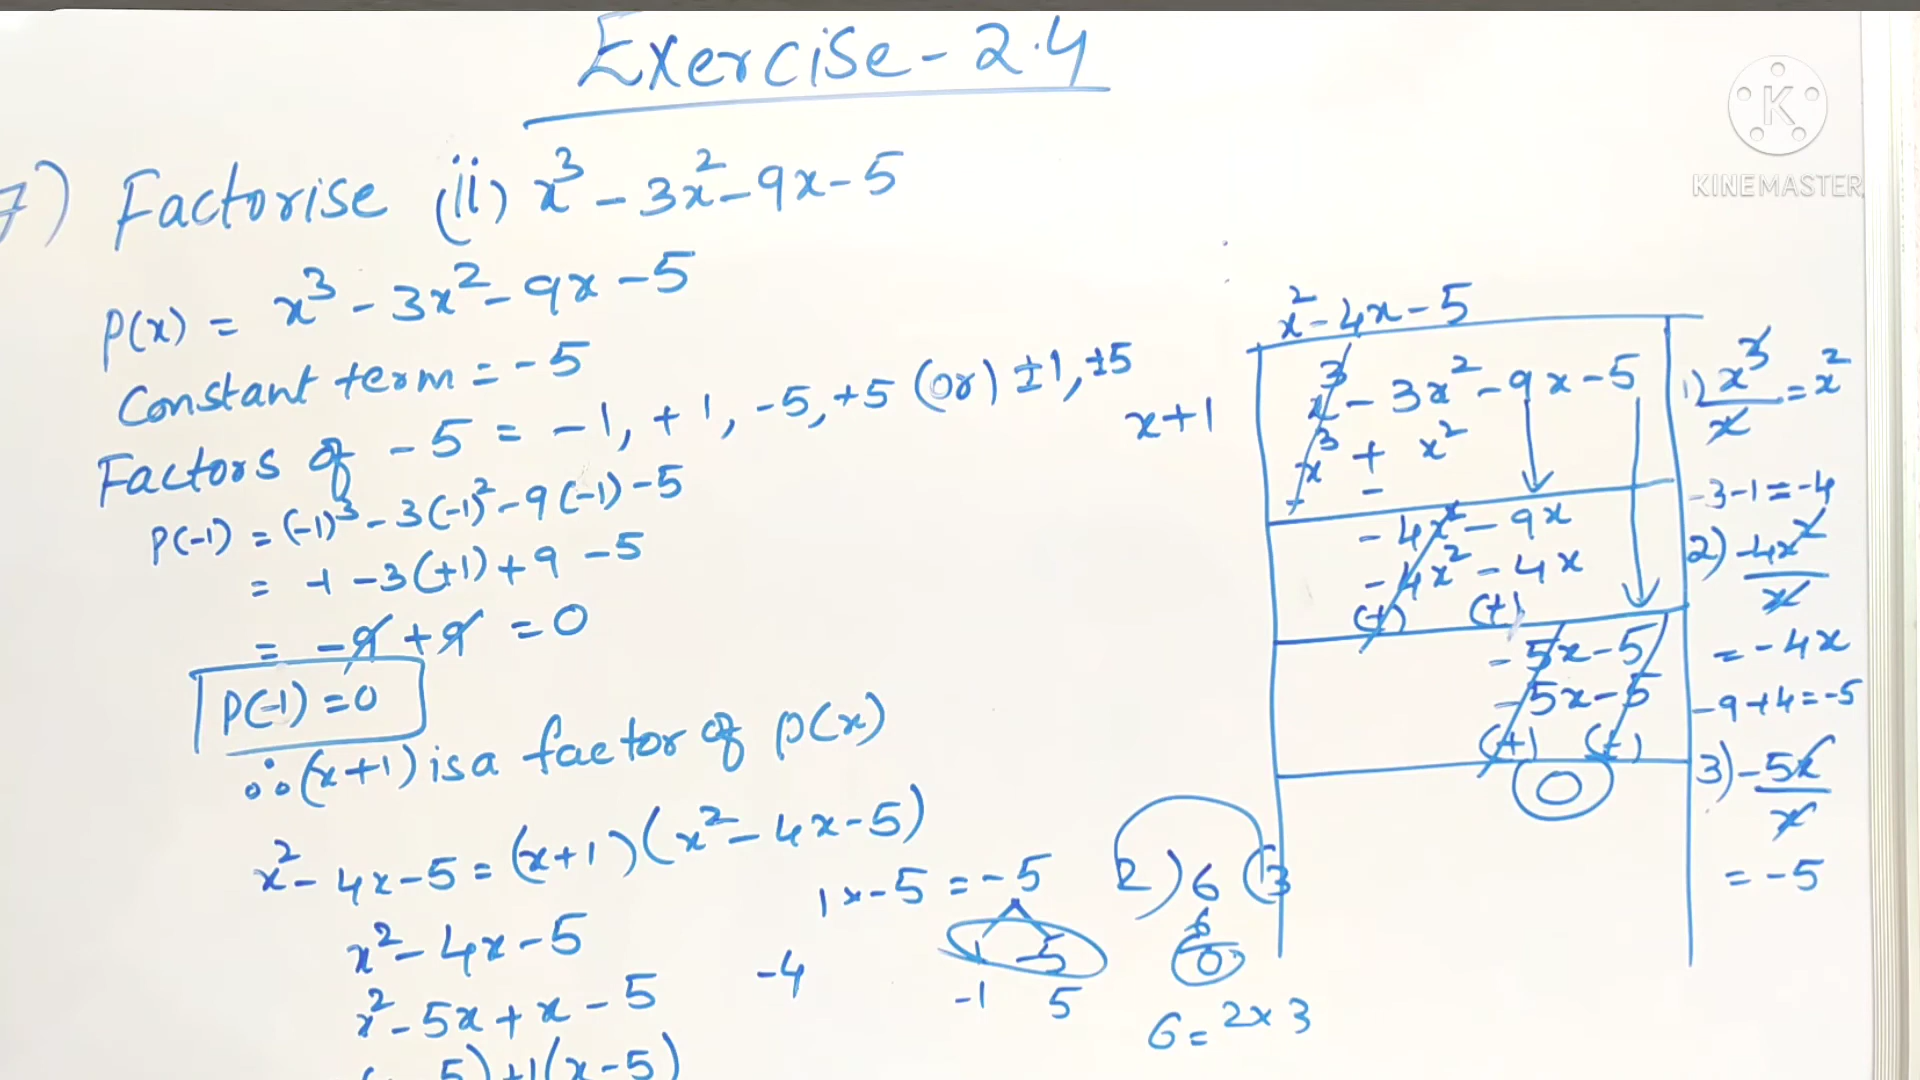 Exercise-2.4
7) Factorise (ii) x³ - 3x² - 9x - 5
P(x) = x³ - 3x² - 9x - 5
Constant term = -5
Factors of -5 = -1, +1, -5, +5 (or) ±1, ±5
P(-1) = (-1)³ - 3(-1)² - 9(-1) - 5
= -1 - 3(+1) + 9 - 5
= -9 + 9 = 0
P(-1) = 0
∴ (x+1) is a factor of p(x)
x² - 4x - 5 = (x+1)(x² - 4x - 5)
x² - 4x - 5
x² - 5x + x - 5
5) +1(x-5)
1x-5 = -5
-4
1 -5
-1 5
2) 6 (3
6
0
6 = 2x3
x² - 4x - 5
x+1
x³ - 3x² - 9x - 5
x³ + x²
- -
- 4x² - 9x
- 4x² - 4x
(+) (+)
- 5x - 5
- 5x - 5
(+) (+)
0
1) x³/x = x²
-3-1 = -4
2) -4x²/x
= -4x
-9+4 = -5
3) -5x/x
= -5
K
KINEMASTER